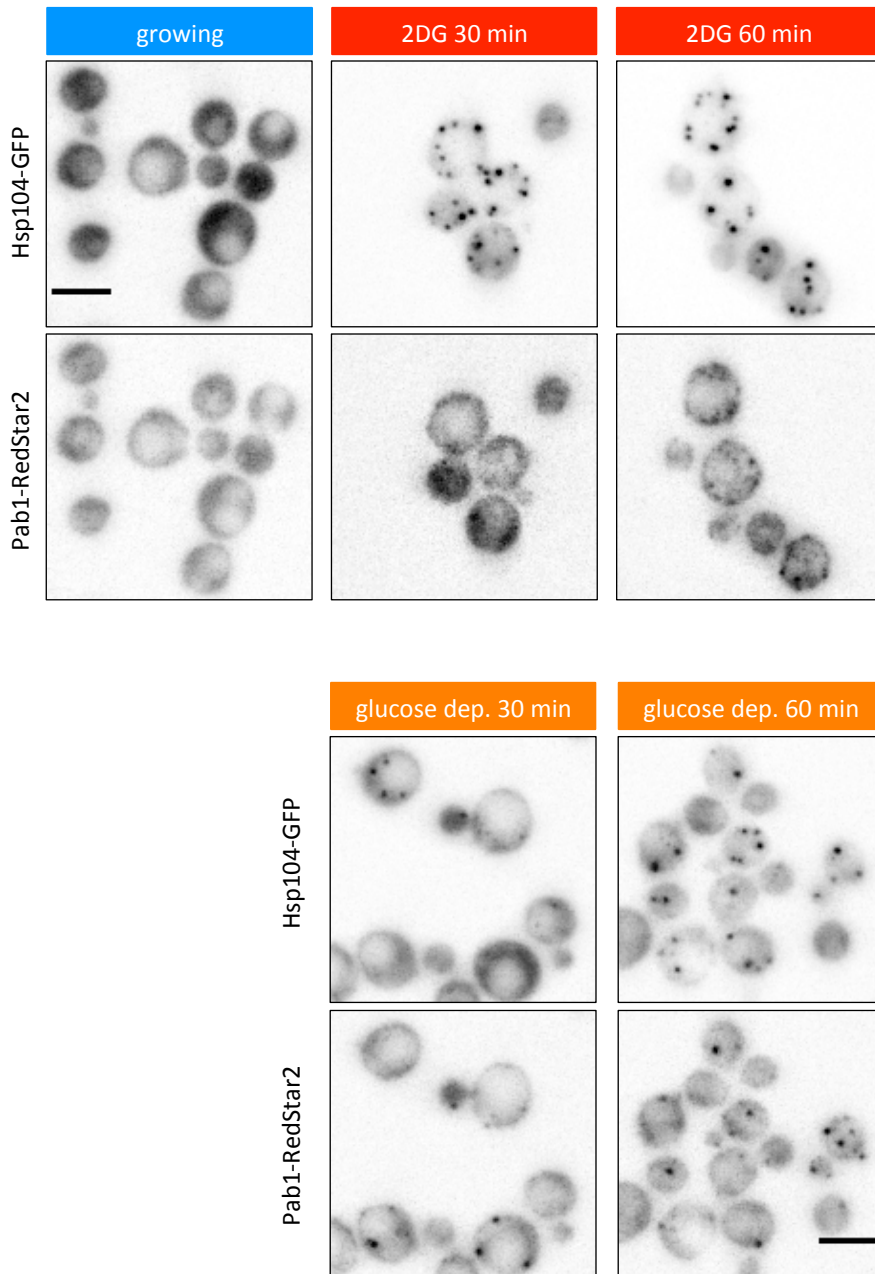 growing
2DG 30 min
2DG 60 min
Hsp104-GFP
Pab1-RedStar2
glucose dep. 30 min
glucose dep. 60 min
Hsp104-GFP
Pab1-RedStar2